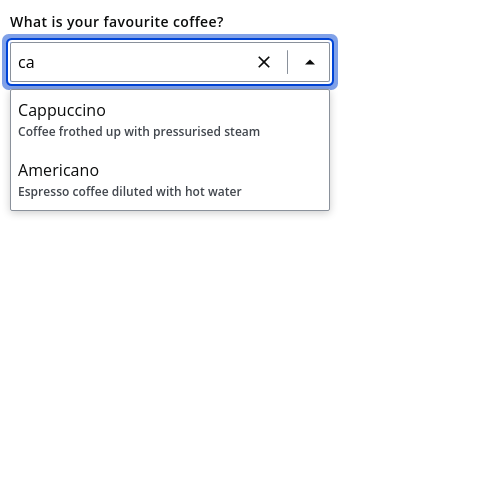 What is your favourite coffee?
ca
Cappuccino
Coffee frothed up with pressurised steam
Americano
Espresso coffee diluted with hot water